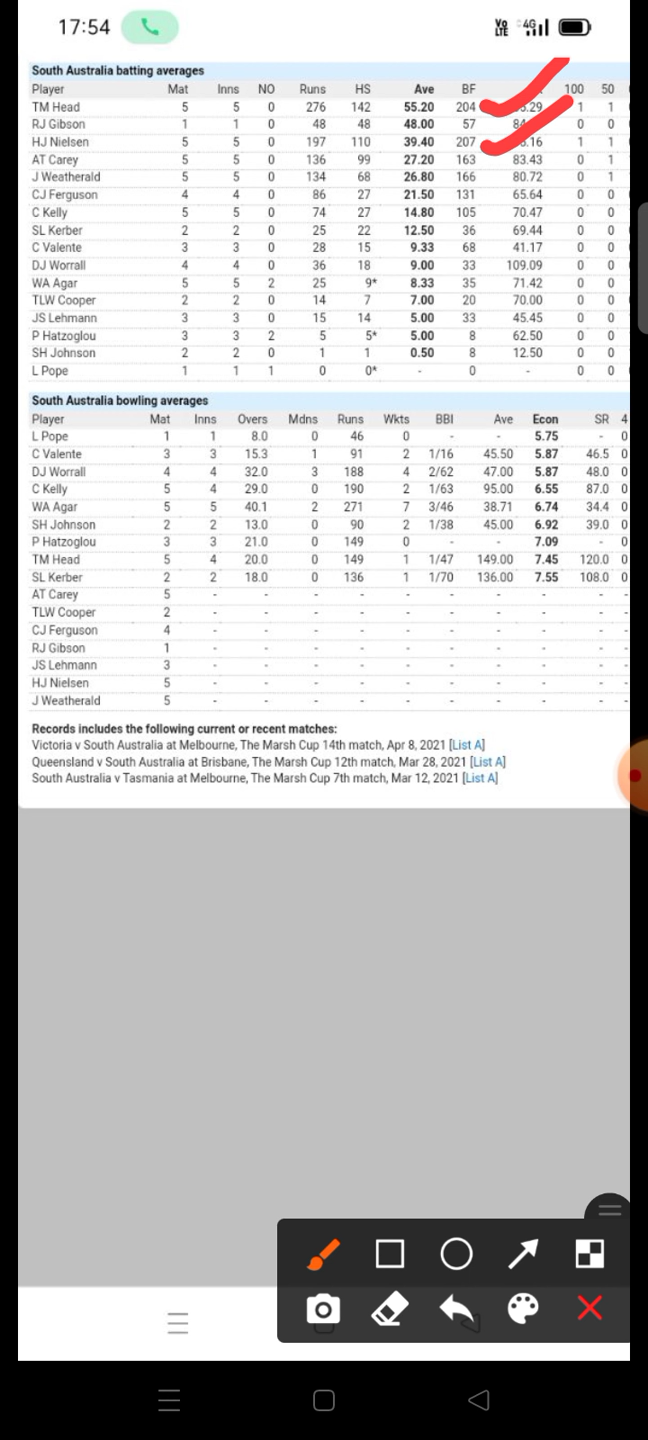 17:54 Vo LTE 4G
South Australia batting averages
Player Mat Inns NO Runs HS Ave BF 100 50
TM Head 5 5 0 276 142 55.20 204 1 1
RJ Gibson 1 1 0 48 48 48.00 57 0 0
HJ Nielsen 5 5 0 197 110 39.40 207 1 1
AT Carey 5 5 0 136 99 27.20 163 83.43 0 1
J Weatherald 5 5 0 134 68 26.80 166 80.72 0 1
CJ Ferguson 4 4 0 86 27 21.50 131 65.64 0 0
C Kelly 5 5 0 74 27 14.80 105 70.47 0 0
SL Kerber 2 2 0 25 22 12.50 36 69.44 0 0
C Valente 3 3 0 28 15 9.33 68 41.17 0 0
DJ Worrall 4 4 0 36 18 9.00 33 109.09 0 0
WA Agar 5 5 2 25 9* 8.33 35 71.42 0 0
TLW Cooper 2 2 0 14 7 7.00 20 70.00 0 0
JS Lehmann 3 3 0 15 14 5.00 33 45.45 0 0
P Hatzoglou 3 3 2 5 5* 5.00 8 62.50 0 0
SH Johnson 2 2 0 1 1 0.50 8 12.50 0 0
L Pope 1 1 1 0 0* - 0 - 0 0
South Australia bowling averages
Player Mat Inns Overs Mdns Runs Wkts BBI Ave Econ SR 4
L Pope 1 1 8.0 0 46 0 - - 5.75 - 0
C Valente 3 3 15.3 1 91 2 1/16 45.50 5.87 46.5 0
DJ Worrall 4 4 32.0 3 188 4 2/62 47.00 5.87 48.0 0
C Kelly 5 4 29.0 0 190 2 1/63 95.00 6.55 87.0 0
WA Agar 5 5 40.1 2 271 7 3/46 38.71 6.74 34.4 0
SH Johnson 2 2 13.0 0 90 2 1/38 45.00 6.92 39.0 0
P Hatzoglou 3 3 21.0 0 149 0 - - 7.09 - 0
TM Head 5 4 20.0 0 149 1 1/47 149.00 7.45 120.0 0
SL Kerber 2 2 18.0 0 136 1 1/70 136.00 7.55 108.0 0
AT Carey 5 - - - - - - - - - -
TLW Cooper 2 - - - - - - - - - -
CJ Ferguson 4 - - - - - - - - - -
RJ Gibson 1 - - - - - - - - - -
JS Lehmann 3 - - - - - - - - - -
HJ Nielsen 5 - - - - - - - - - -
J Weatherald 5 - - - - - - - - - -
Records includes the following current or recent matches:
Victoria v South Australia at Melbourne, The Marsh Cup 14th match, Apr 8, 2021 [List A]
Queensland v South Australia at Brisbane, The Marsh Cup 12th match, Mar 28, 2021 [List A]
South Australia v Tasmania at Melbourne, The Marsh Cup 7th match, Mar 12, 2021 [List A]